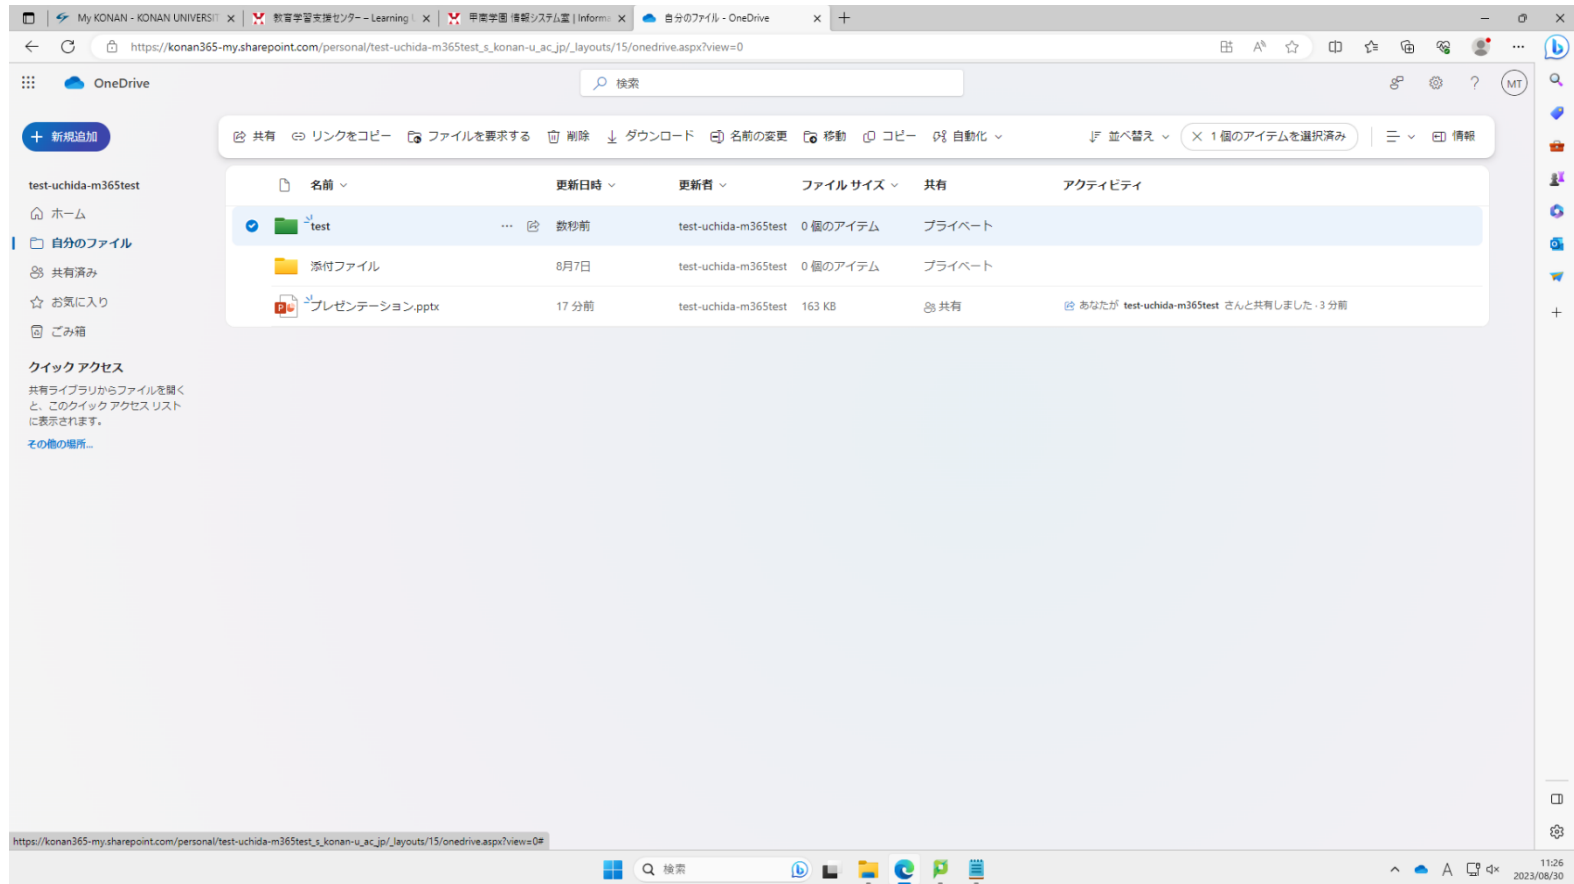 My KONAN - KONAN UNIVERSIT
教育学習支援センター – Learning
甲南学園 情報システム室 | Informa
自分のファイル - OneDrive
https://konan365-my.sharepoint.com/personal/test-uchida-m365test_s_konan-u_ac_jp/_layouts/15/onedrive.aspx?view=0
OneDrive
検索
MT
新規追加
共有 リンクをコピー ファイルを要求する 削除 ダウンロード 名前の変更 移動 コピー 自動化 並べ替え 1 個のアイテムを選択済み 情報
test-uchida-m365test
ホーム
自分のファイル
共有済み
お気に入り
ごみ箱
クイック アクセス
共有ライブラリからファイルを開く
と、このクイック アクセス リスト
に表示されます。
その他の場所...
名前 更新日時 更新者 ファイル サイズ 共有 アクティビティ
test 数秒前 test-uchida-m365test 0 個のアイテム プライベート
添付ファイル 8月7日 test-uchida-m365test 0 個のアイテム プライベート
プレゼンテーション.pptx 17 分前 test-uchida-m365test 163 KB 共有 あなたが test-uchida-m365test さんと共有しました · 3 分前
https://konan365-my.sharepoint.com/personal/test-uchida-m365test_s_konan-u_ac_jp/_layouts/15/onedrive.aspx?view=0#
検索
A
11:26
2023/08/30